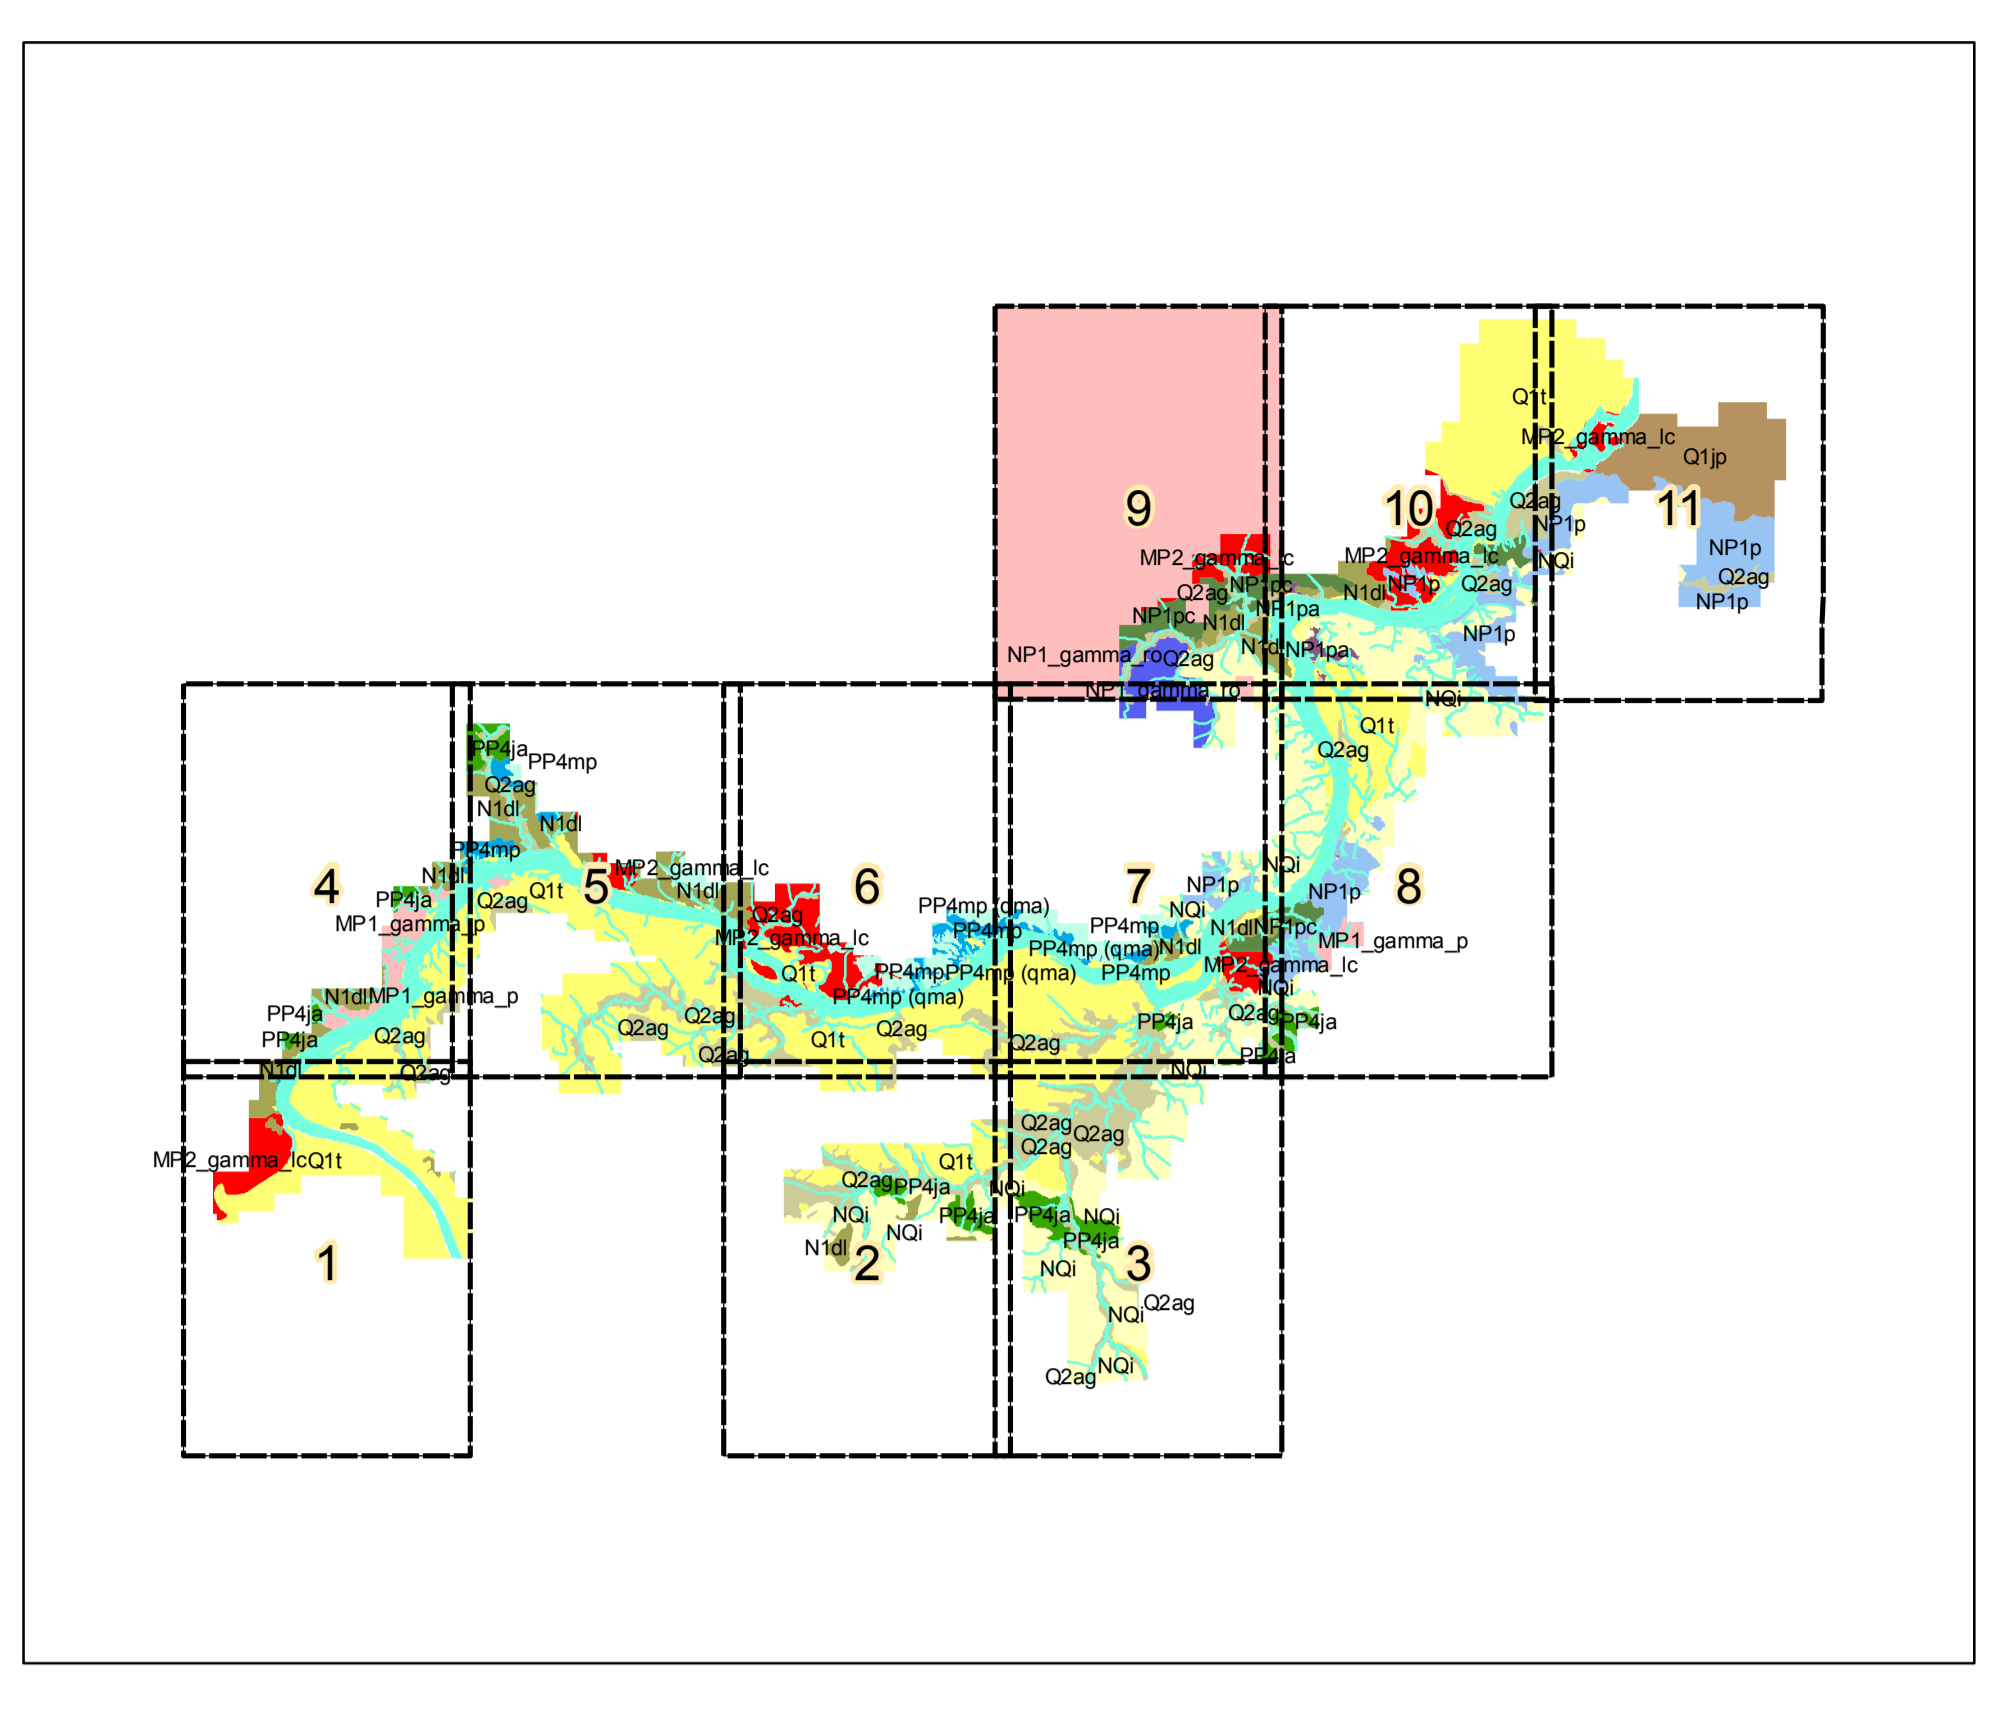 Q1t
MP2_gamma_lc
Q1jp
9
10
11
Q2ag
Q2ag
NP1p
MP2_gamma_lc
MP2_gamma_lc
NQi
NP1p
Q2ag
NP1pc
NP1p
Q2ag
Q2ag
N1dl
NP1p
Q2ag
NP1pa
NP1pc
N1dl
NP1p
N1dl
NP1pa
NP1_gamma_ro
Q2ag
NP1_gamma_ro
NQi
Q1t
PP4ja
Q2ag
PP4mp
Q2ag
N1dl
N1dl
PP4mp
MP2_gamma_lc
NQi
N1dl
4
5
6
7
8
NP1p
NP1p
Q1t
N1dl
PP4ja
Q2ag
PP4mp (qma)
NQi
Q2ag
MP1_gamma_p
PP4mp
PP4mp
N1dl
NP1pc
MP2_gamma_lc
MP1_gamma_p
PP4mp (qma)
N1dl
MP2_gamma_lc
Q1t
PP4mp
PP4mp (qma)
PP4mp
NQi
N1dl
MP1_gamma_p
PP4mp (qma)
PP4ja
Q2ag
Q2ag
PP4ja
PP4ja
Q2ag
Q2ag
Q2ag
PP4ja
Q1t
Q2ag
Q2ag
PP4ja
N1dl
Q2ag
NQi
Q2ag
Q2ag
Q2ag
MP2_gamma_lc
Q1t
Q1t
Q2ag
PP4ja
NQi
NQi
PP4ja
PP4ja
NQi
NQi
PP4ja
N1dl
1
2
3
NQi
Q2ag
NQi
NQi
Q2ag